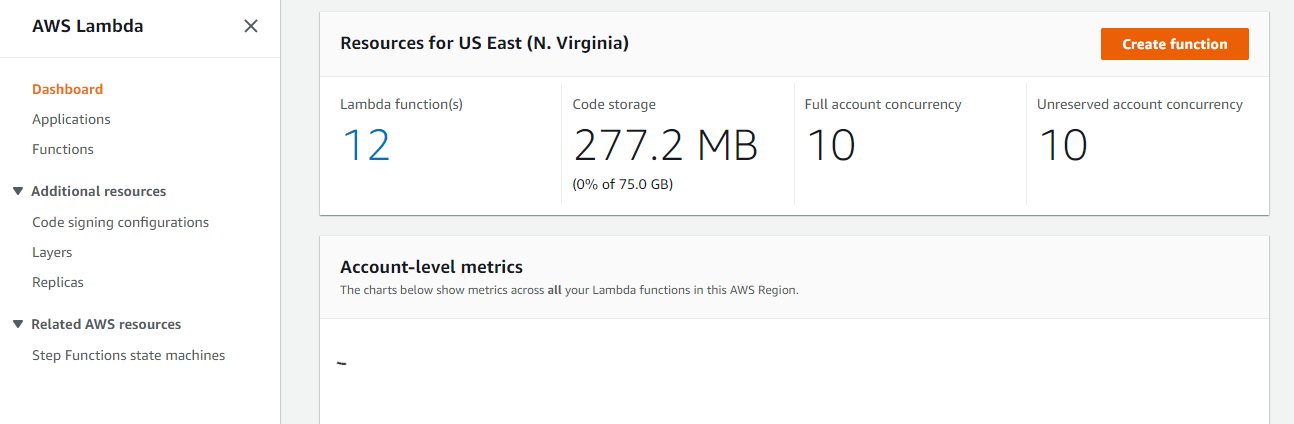 AWS Lambda
Dashboard
Applications
Functions
Additional resources
Code signing configurations
Layers
Replicas
Related AWS resources
Step Functions state machines
Resources for US East (N. Virginia)
Create function
Lambda function(s)
12
Code storage
277.2 MB
(0% of 75.0 GB)
Full account concurrency
10
Unreserved account concurrency
10
Account-level metrics
The charts below show metrics across all your Lambda functions in this AWS Region.